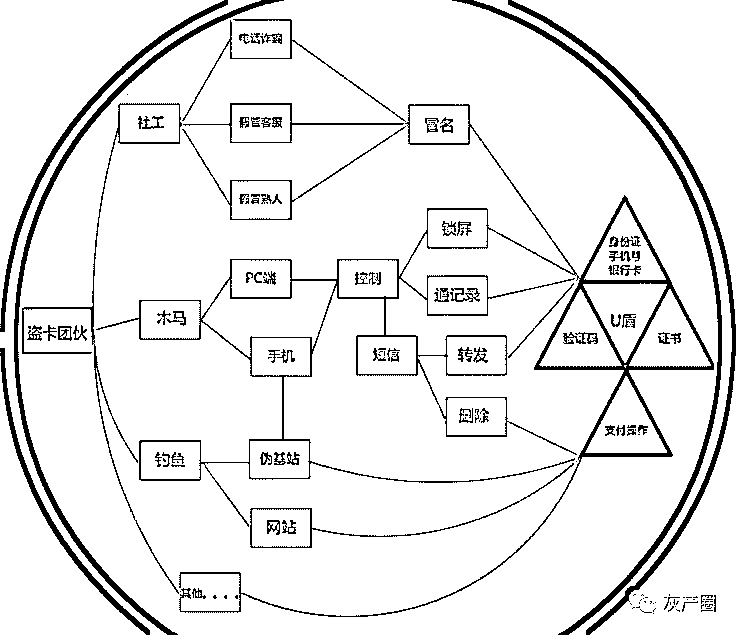 电话诈骗
社工
假冒客服
冒名
假冒熟人
锁屏
身份证
手机号
银行卡
PC端
控制
通记录
木马
盗卡团伙
验证码
U盾
证书
手机
短信
转发
删除
支付操作
钓鱼
伪基站
网站
其他....
灰产圈